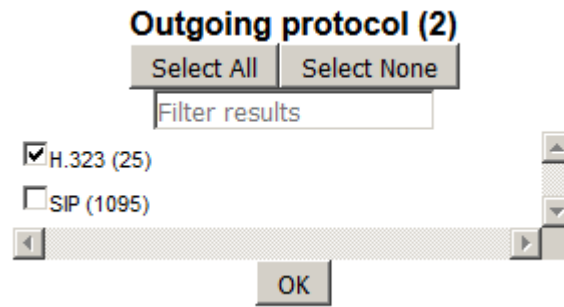 Outgoing protocol (2)
Select All Select None
Filter results
H.323 (25)
SIP (1095)
OK